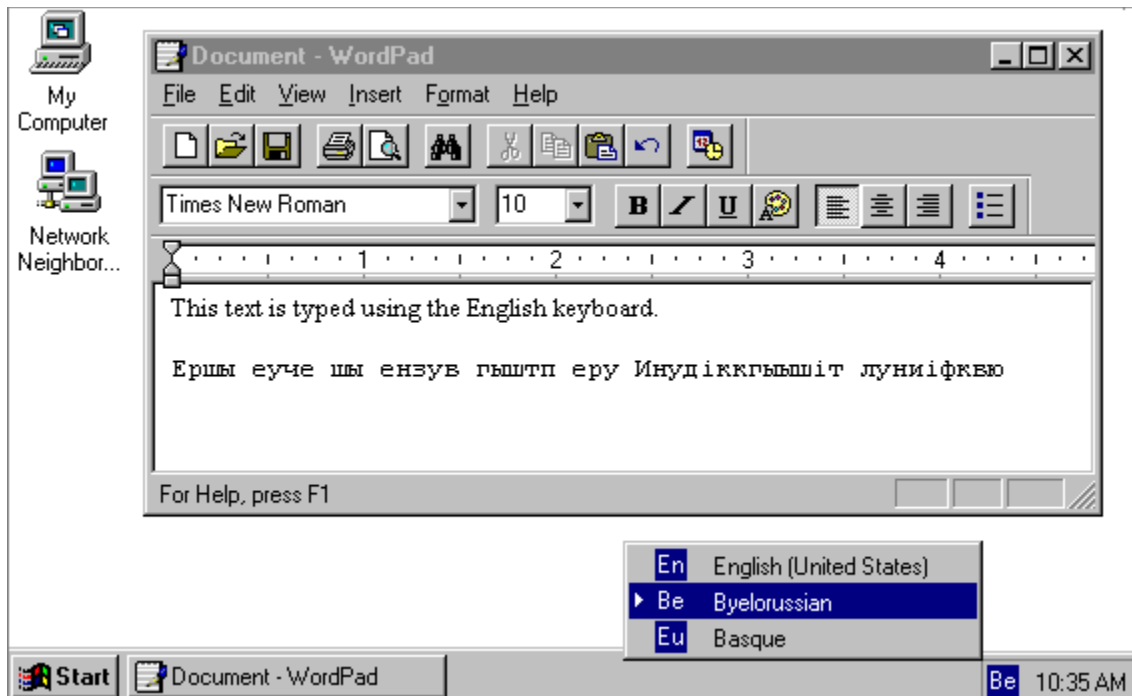 My
Computer
Network
Neighbor...
Document - WordPad
File Edit View Insert Format Help
Times New Roman 10 B I U
1 2 3 4
This text is typed using the English keyboard.
Ершы еуче шы ензув гыштп еру Инудіккгыышіт луниіфквю
For Help, press F1
En English (United States)
Be Byelorussian
Eu Basque
Start Document - WordPad Be 10:35 AM